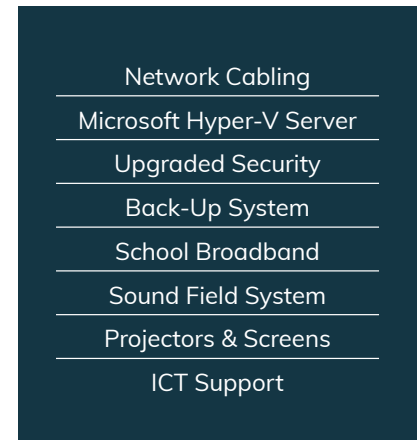 Network Cabling
Microsoft Hyper-V Server
Upgraded Security
Back-Up System
School Broadband
Sound Field System
Projectors & Screens
ICT Support